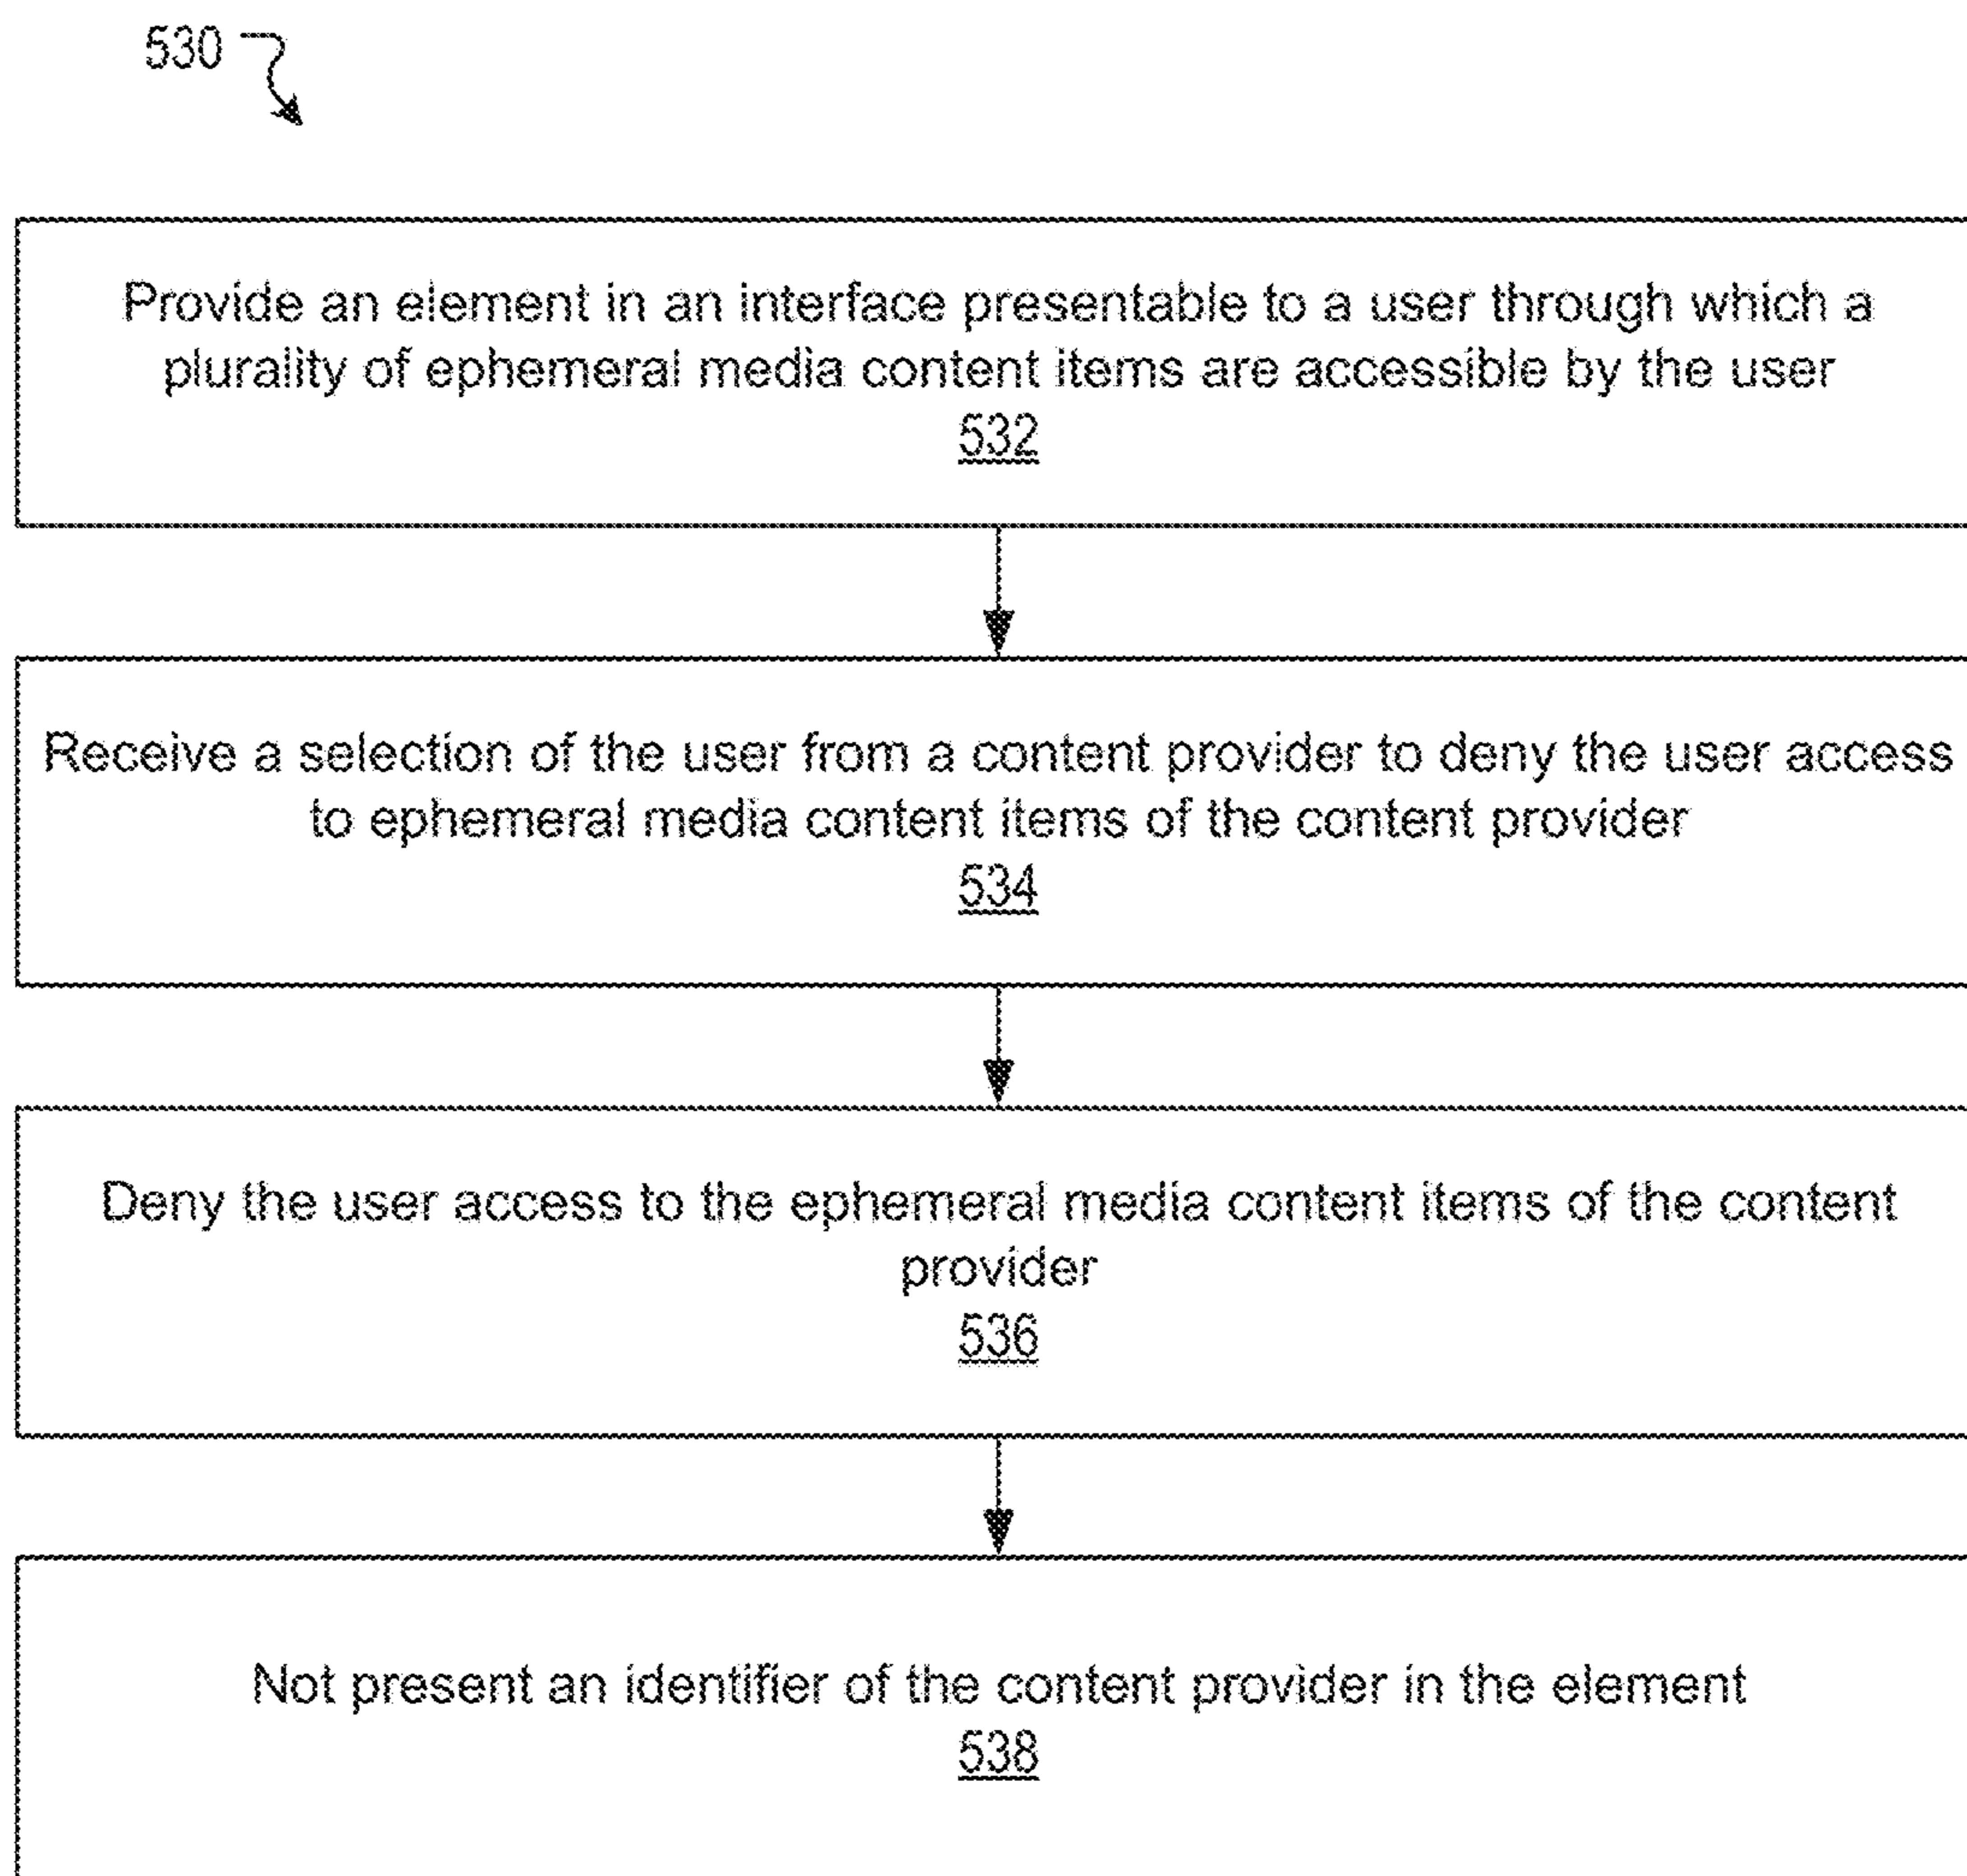 530
Provide an element in an interface presentable to a user through which a
plurality of ephemeral media content items are accessible by the user
532
Receive a selection of the user from a content provider to deny the user access
to ephemeral media content items of the content provider
534
Deny the user access to the ephemeral media content items of the content
provider
536
Not present an identifier of the content provider in the element
538